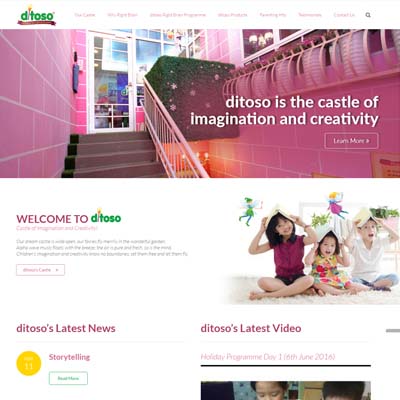 ditoso
Our Castle Why Right Brain? ditoso Right Brain Programme ditoso Products Parenting Info Testimonials Contact Us
ditoso is the castle of
imagination and creativity
Learn More »
WELCOME TO ditoso
Castle of Imagination and Creativity!
Our dream castle is wide open, our fairies fly merrily in the wonderful garden.
Alpha wave music floats with the breeze, the air is pure and fresh, so is the mind.
Children's imagination and creativity know no boundaries, set them free and let them fly.
ditoso's Castle
ditoso's Latest News
ditoso's Latest Video
11
Storytelling
Read More
Holiday Programme Day 1 (6th June 2016)